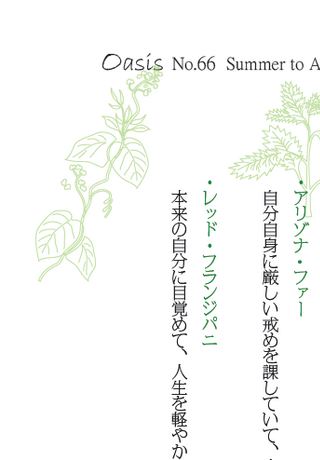 Oasis No.66 Summer to A
・アリゾナ・ファー
自分自身に厳しい戒めを課していて、
・レッド・フランジパニ
本来の自分に目覚めて、人生を軽やか